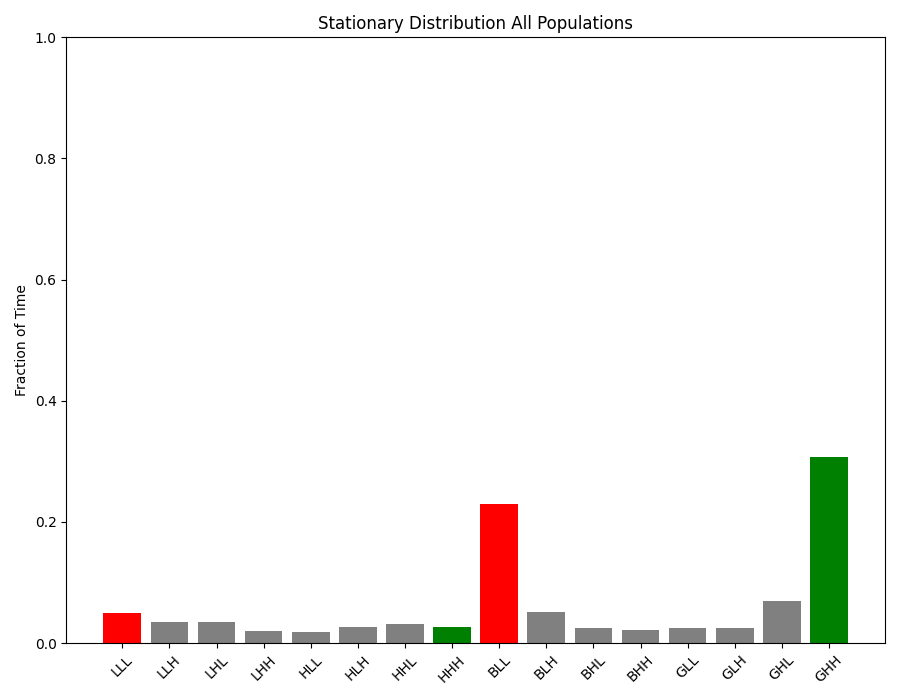 Stationary Distribution All Populations
1.0
0.8
0.6
0.4
0.2
0.0
Fraction of Time
LLL LLH LHL LHH HLL HLH HHL HHH BLL BLH BHL BHH GLL GLH GHL GHH